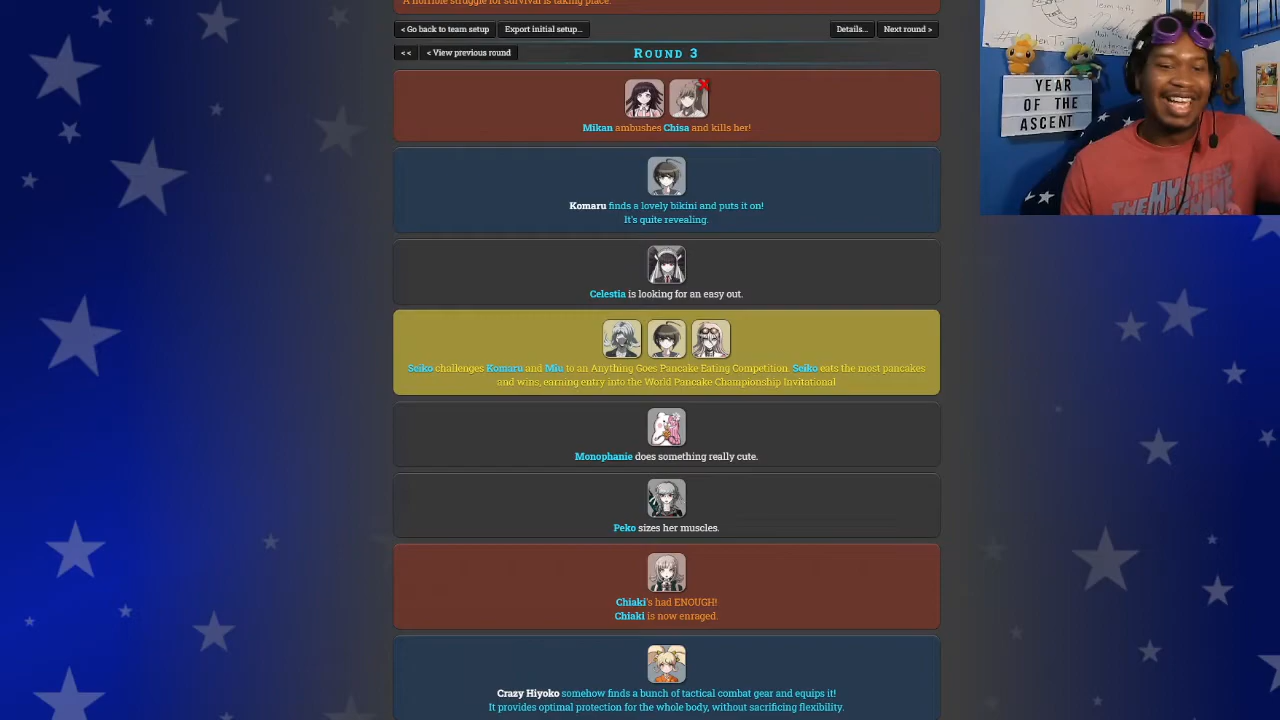 A horrible struggle for survival is taking place.
< Go back to team setup
Export initial setup...
Details...
Next round >
<<
< View previous round
ROUND 3
Mikan ambushes Chisa and kills her!
Komaru finds a lovely bikini and puts it on!
It's quite revealing.
Celestia is looking for an easy out.
Seiko challenges Komaru and Miu to an Anything Goes Pancake Eating Competition. Seiko eats the most pancakes
and wins, earning entry into the World Pancake Championship Invitational
Monophanie does something really cute.
Peko sizes her muscles.
Chiaki's had ENOUGH!
Chiaki is now enraged.
Crazy Hiyoko somehow finds a bunch of tactical combat gear and equips it!
It provides optimal protection for the whole body, without sacrificing flexibility.
YEAR
OF THE
ASCENT
THE MYSTERY